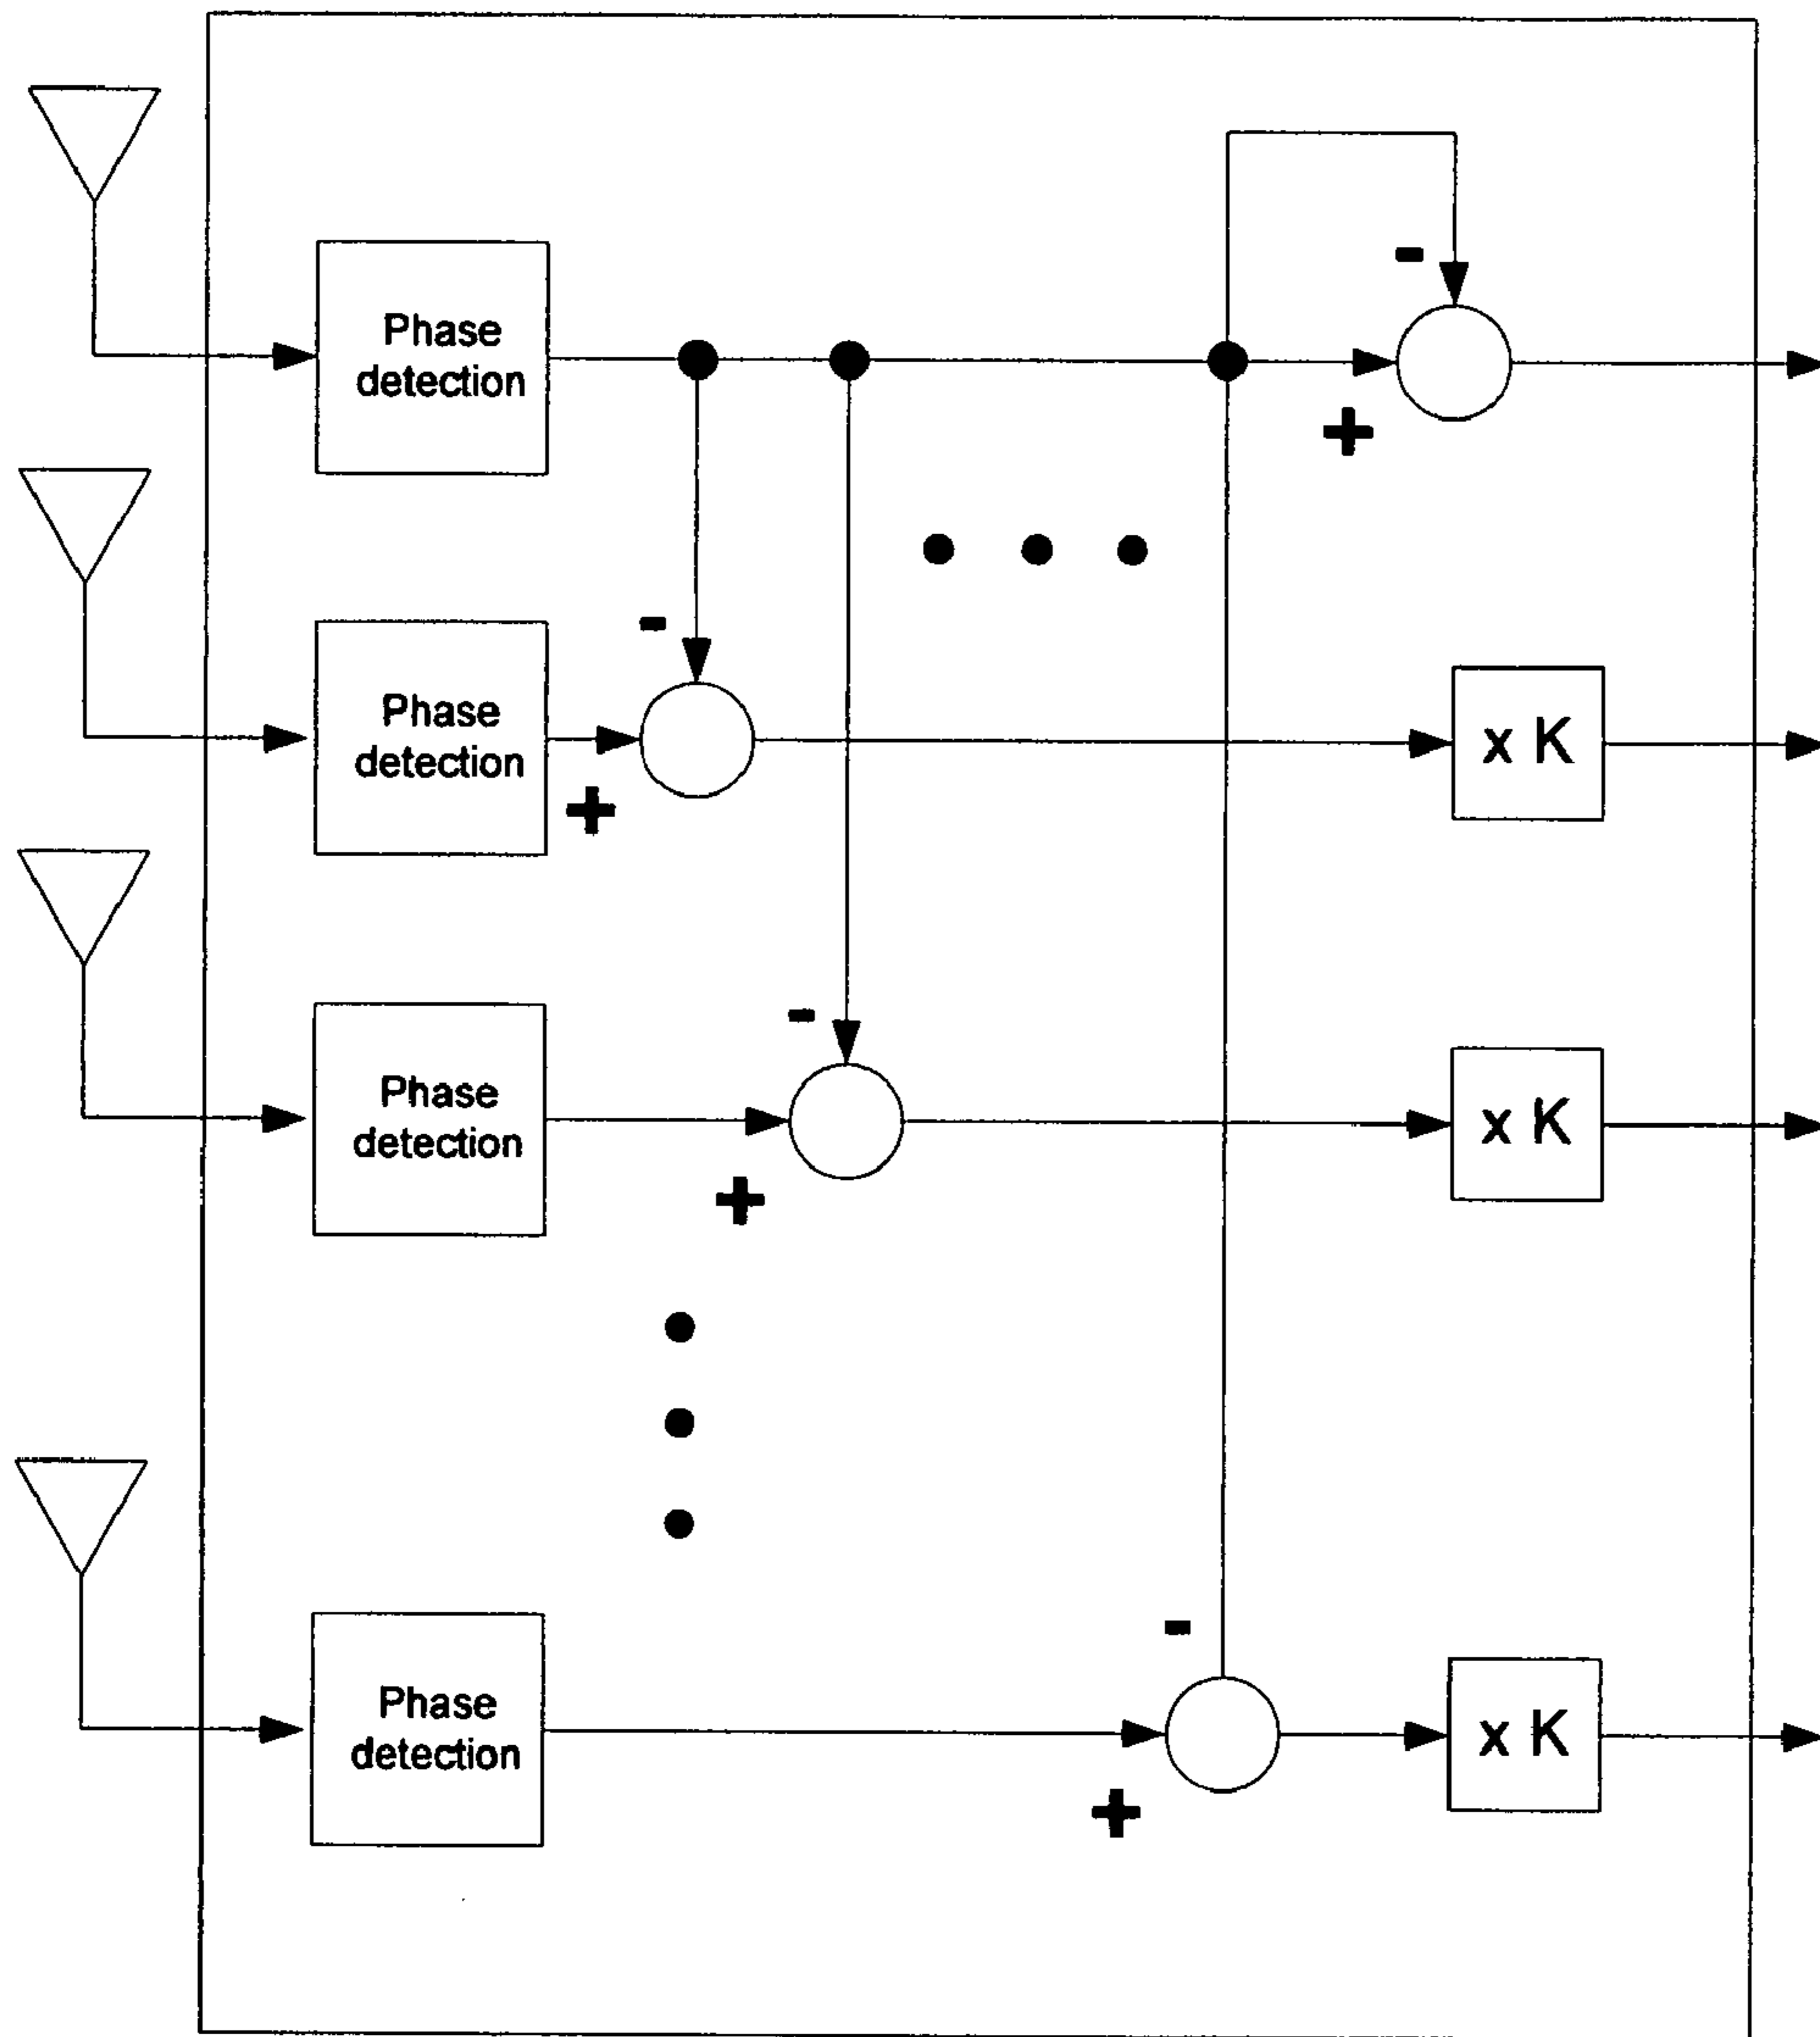 Phase
detection
-
+
Phase
detection
-
+
x K
Phase
detection
-
+
x K
Phase
detection
-
+
x K